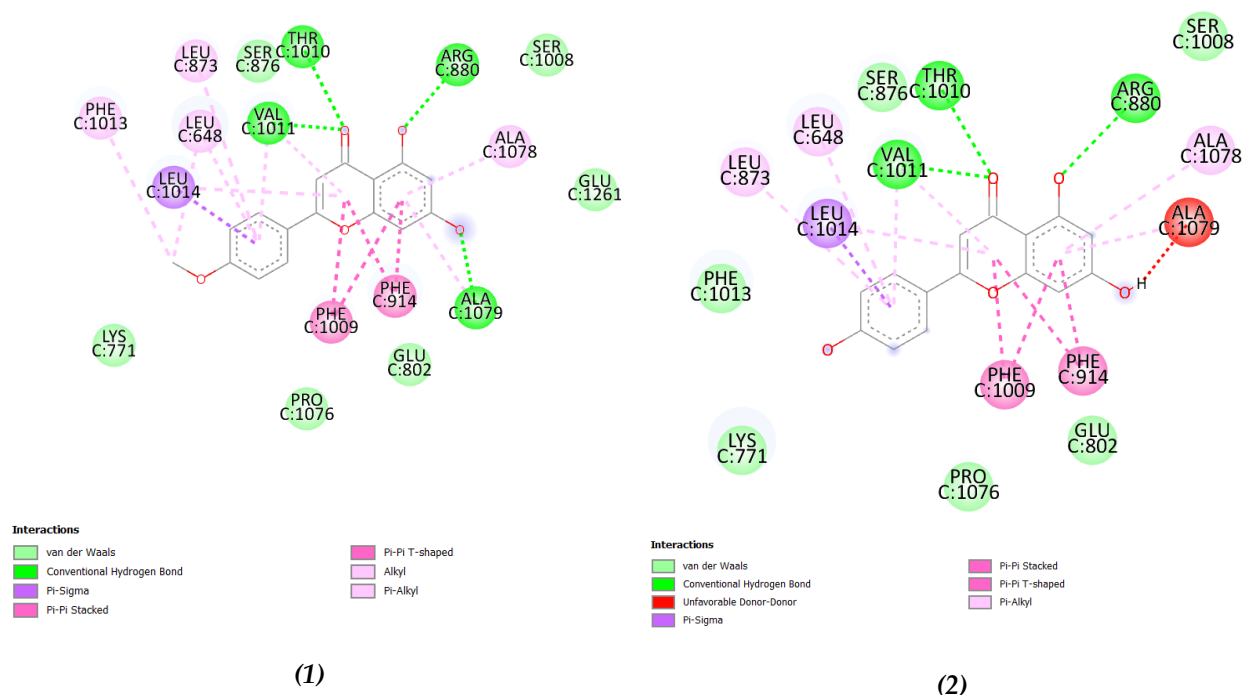 LEU
C:873
SER
C:876
THR
C:1010
ARG
C:880
SER
C:1008
PHE
C:1013
LEU
C:648
VAL
C:1011
ALA
C:1078
LEU
C:1014
GLU
C:1261
O
O
O
O
O
PHE
C:914
PHE
C:1009
ALA
C:1079
LYS
C:771
GLU
C:802
PRO
C:1076
Interactions
van der Waals
Conventional Hydrogen Bond
Pi-Sigma
Pi-Pi Stacked
Pi-Pi T-shaped
Alkyl
Pi-Alkyl
(1)
SER
C:1008
SER
C:876
THR
C:1010
ARG
C:880
LEU
C:648
VAL
C:1011
ALA
C:1078
LEU
C:873
LEU
C:1014
ALA
C:1079
PHE
C:1013
O
O
O
O
H
O
PHE
C:1009
PHE
C:914
LYS
C:771
GLU
C:802
PRO
C:1076
Interactions
van der Waals
Conventional Hydrogen Bond
Unfavorable Donor-Donor
Pi-Sigma
Pi-Pi Stacked
Pi-Pi T-shaped
Pi-Alkyl
(2)